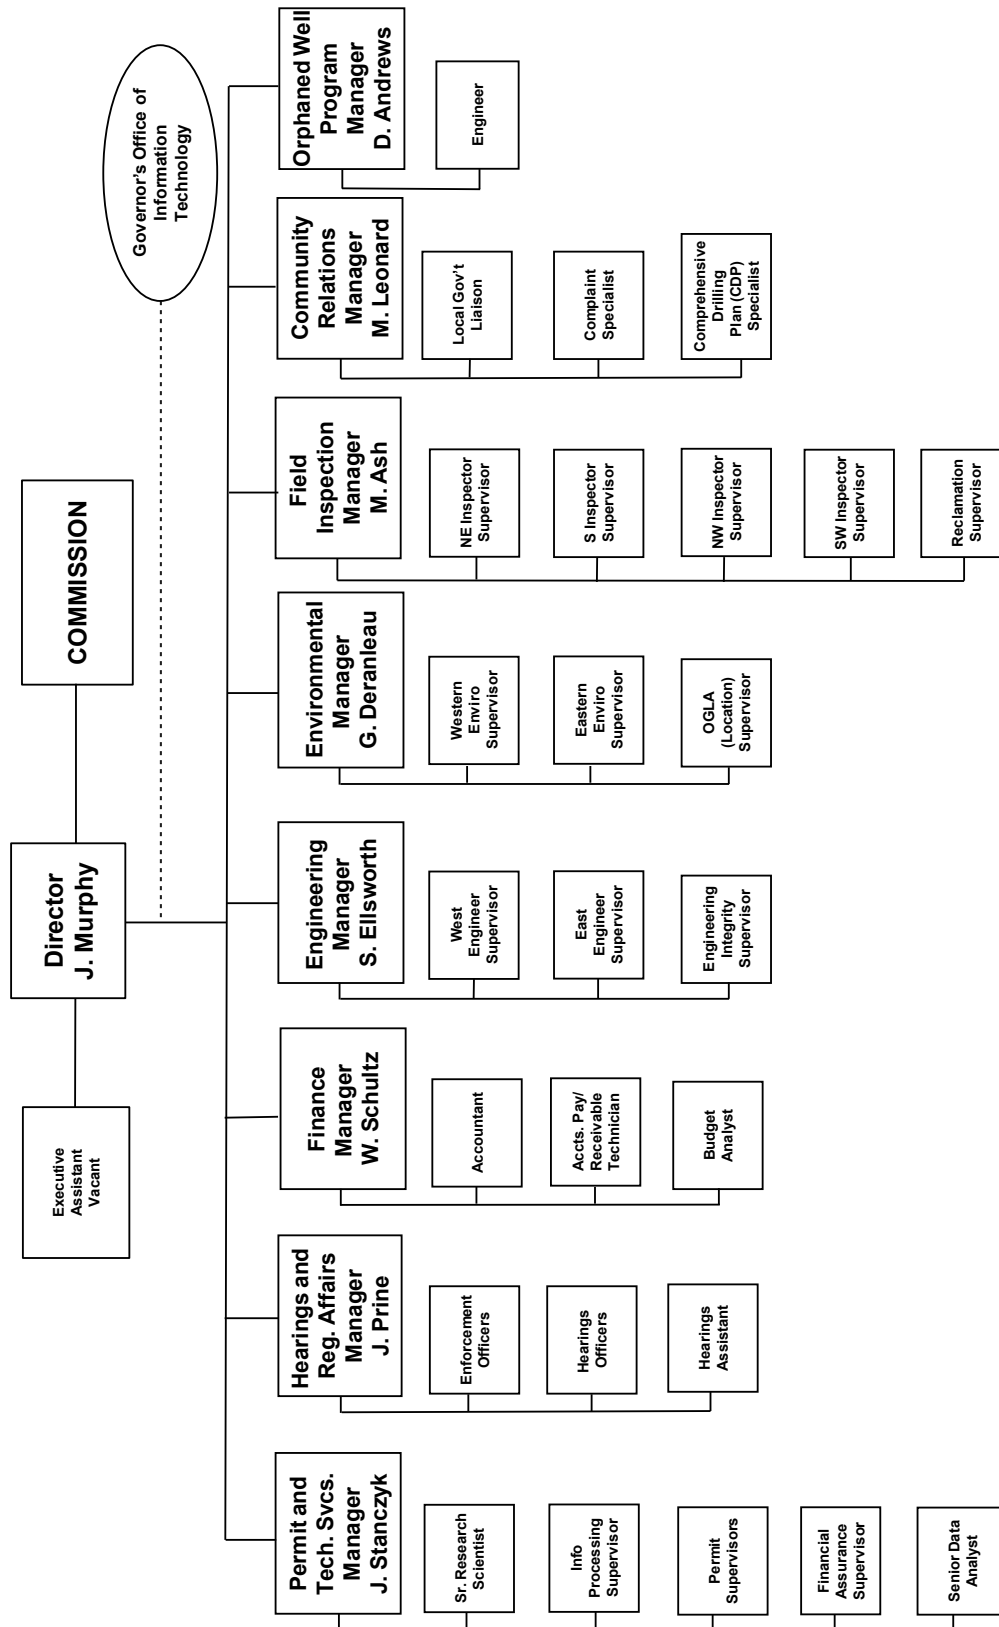 COMMISSION
Director
J. Murphy
Executive
Assistant
Vacant
Governor's Office of
Information
Technology
Permit and
Tech. Svcs.
Manager
J. Stanczyk
Sr. Research
Scientist
Info
Processing
Supervisor
Permit
Supervisors
Financial
Assurance
Supervisor
Senior Data
Analyst
Hearings and
Reg. Affairs
Manager
J. Prine
Enforcement
Officers
Hearings
Officers
Hearings
Assistant
Finance
Manager
W. Schultz
Accountant
Accts. Pay/
Receivable
Technician
Budget
Analyst
Engineering
Manager
S. Ellsworth
West
Engineer
Supervisor
East
Engineer
Supervisor
Engineering
Integrity
Supervisor
Environmental
Manager
G. Deranleau
Western
Enviro
Supervisor
Eastern
Enviro
Supervisor
OGLA
(Location)
Supervisor
Field
Inspection
Manager
M. Ash
NE Inspector
Supervisor
S Inspector
Supervisor
NW Inspector
Supervisor
SW Inspector
Supervisor
Reclamation
Supervisor
Community
Relations
Manager
M. Leonard
Local Gov't
Liaison
Complaint
Specialist
Comprehensive
Drilling
Plan (CDP)
Specialist
Orphaned Well
Program
Manager
D. Andrews
Engineer